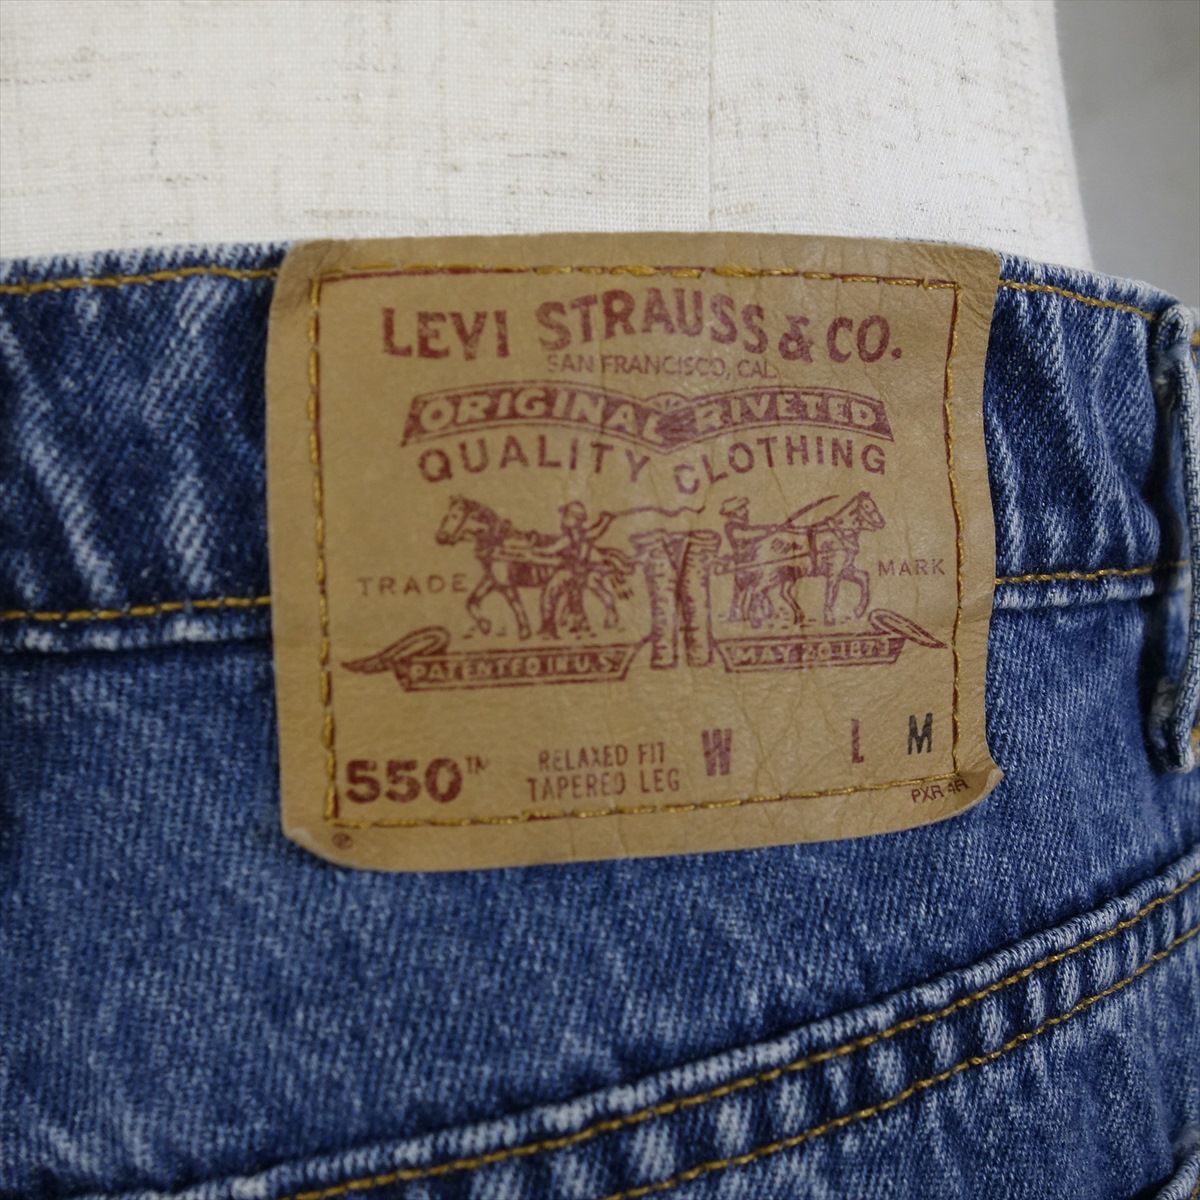 LEVI STRAUSS & CO.
SAN FRANCISCO, CAL.
ORIGINAL RIVETED
QUALITY CLOTHING
TRADE MARK
PATENTED IN U.S. MAY 20 1873
550™ RELAXED FIT W L M
TAPERED LEG
PXR 4R
℗